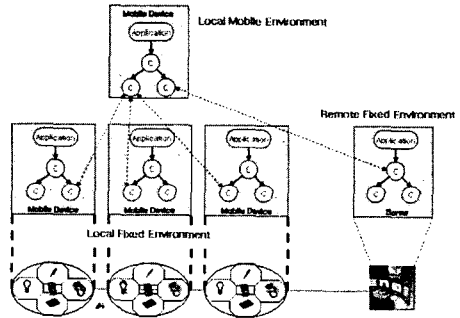 Mobile Device
Local Mobile Environment
Application
C
C
C
Remote Fixed Environment
Application
Application
Application
Application
C
C
C
C
C
C
C
C
C
C
C
C
Mobile Device
Mobile Device
Mobile Device
Server
Local Fixed Environment